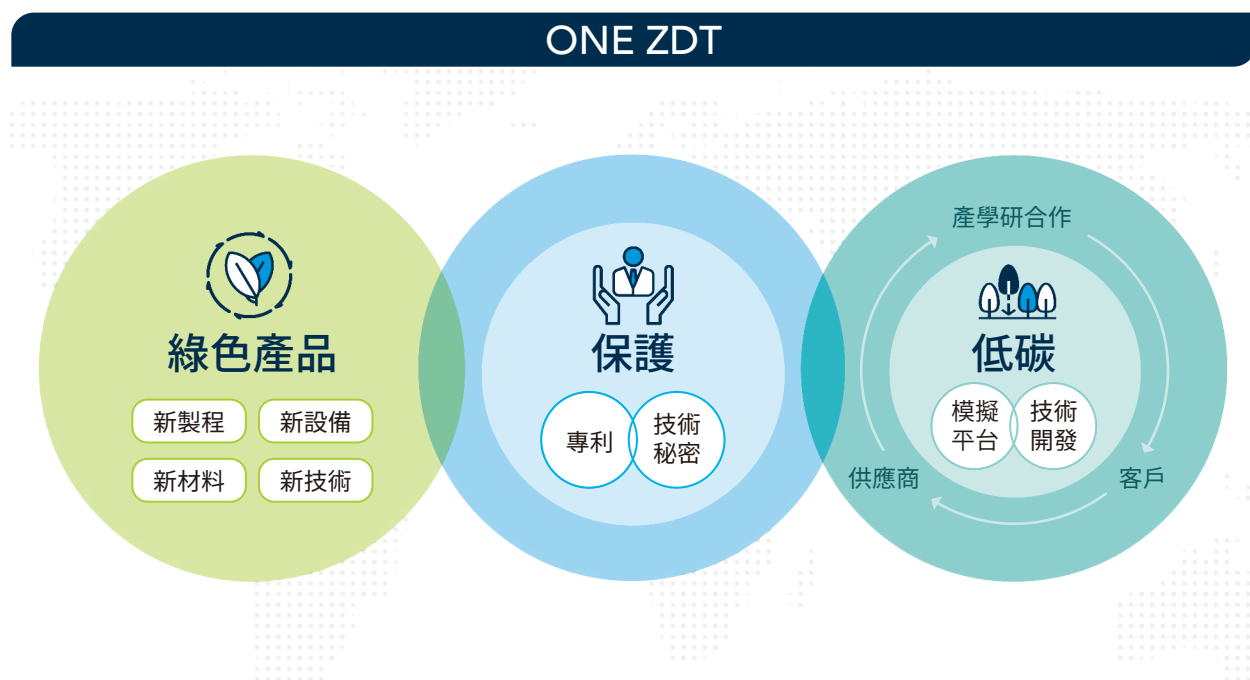 ONE ZDT
綠色產品
新製程
新設備
新材料
新技術
保護
專利
技術
秘密
產學研合作
低碳
模擬
平台
技術
開發
供應商
客戶